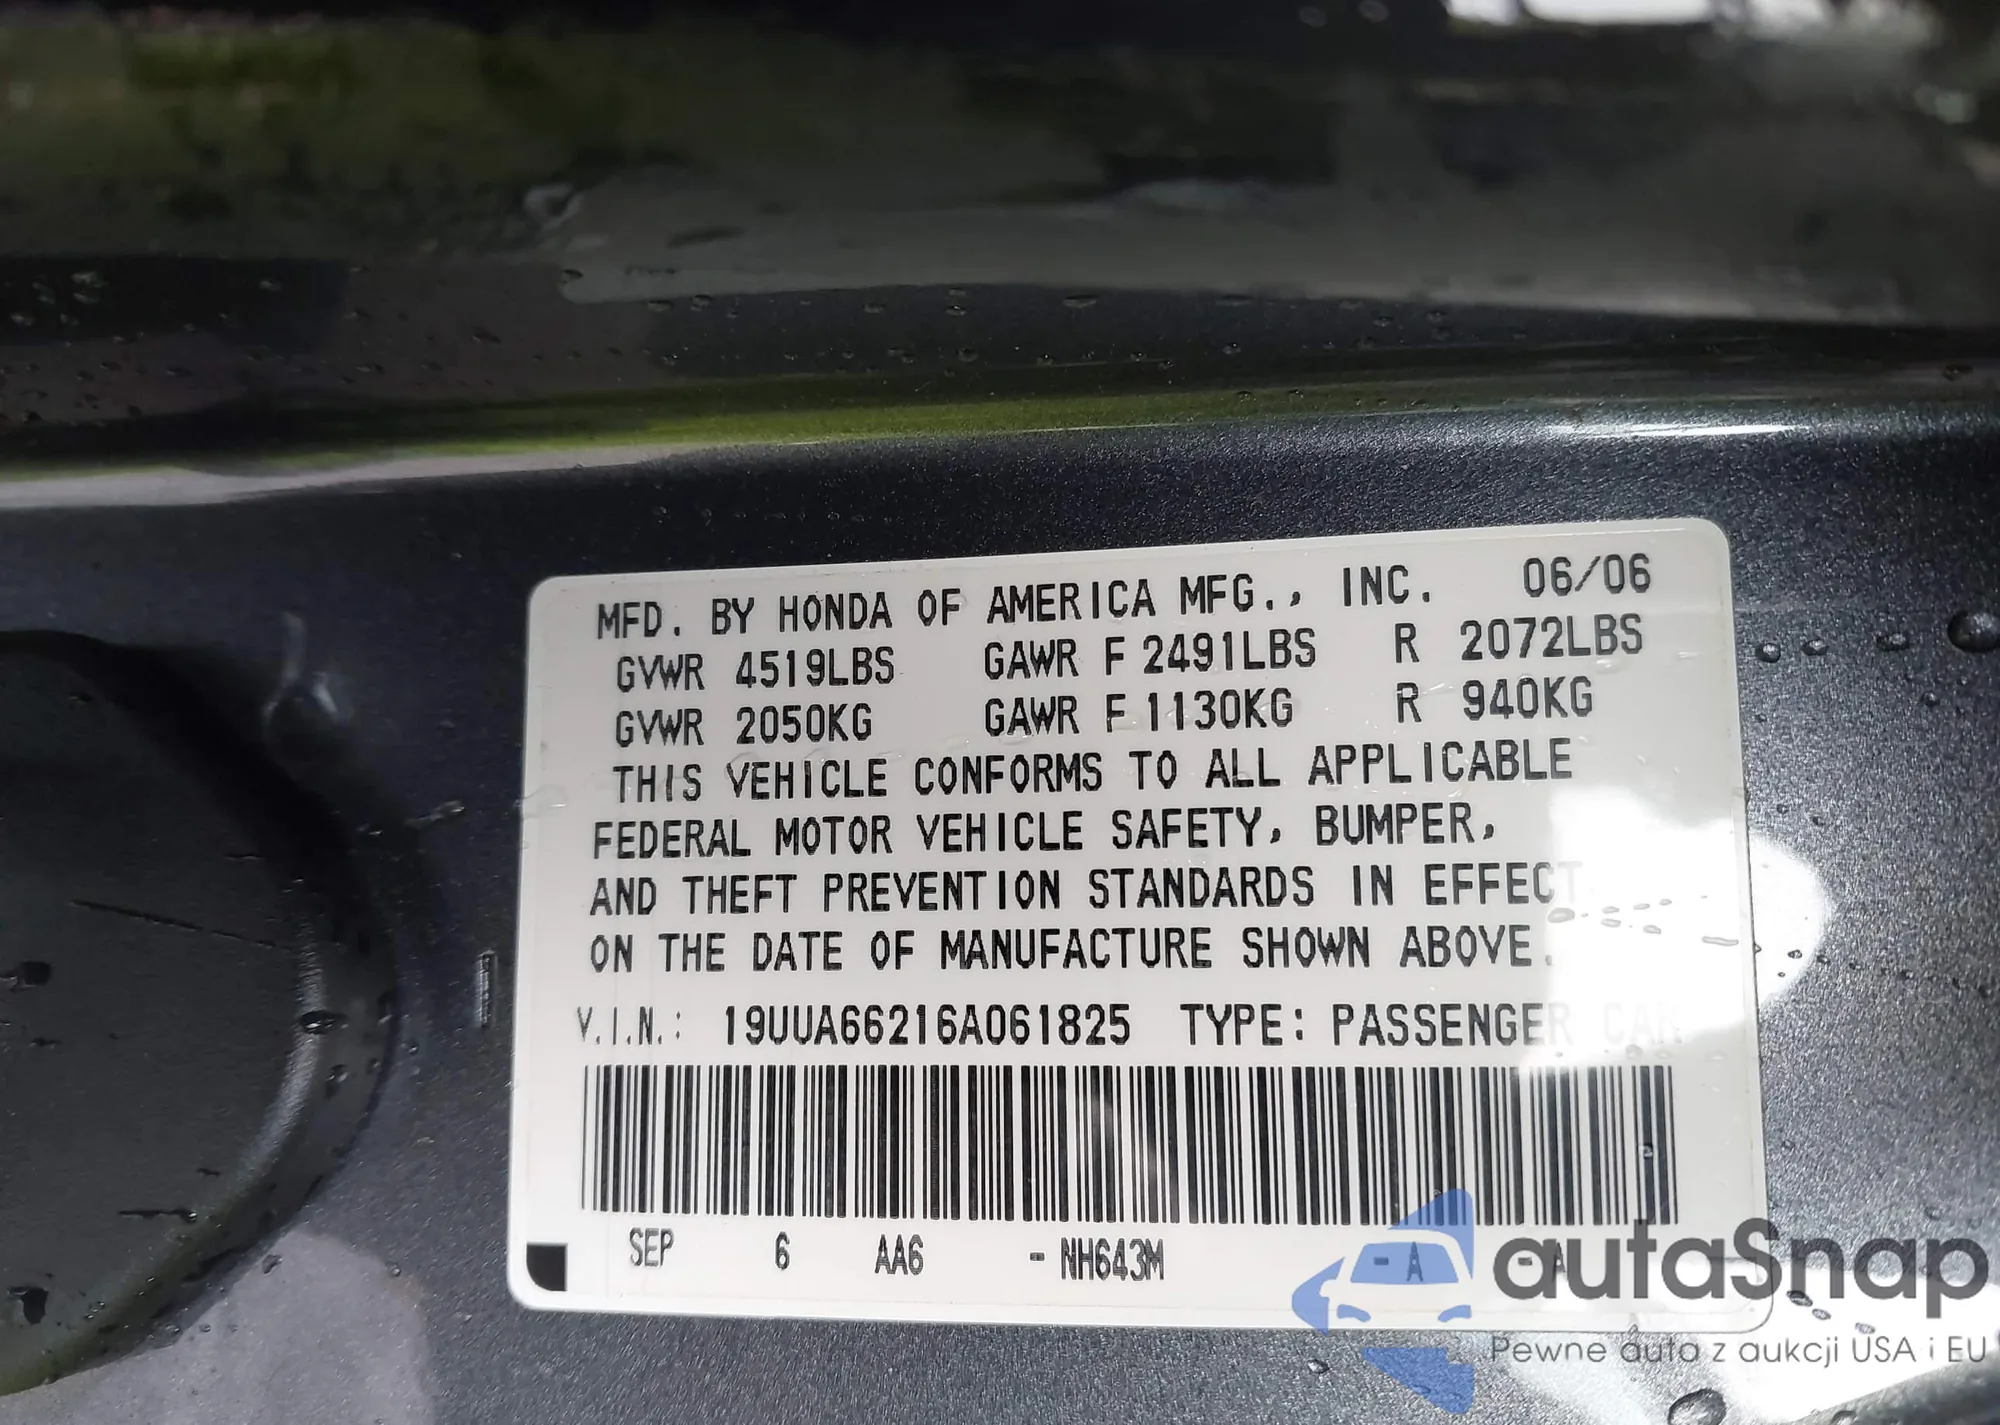 MFD. BY HONDA OF AMERICA MFG., INC. 06/06
GVWR 4519LBS GAWR F 2491LBS R 2072LBS
GVWR 2050KG GAWR F 1130KG R 940KG
THIS VEHICLE CONFORMS TO ALL APPLICABLE
FEDERAL MOTOR VEHICLE SAFETY, BUMPER,
AND THEFT PREVENTION STANDARDS IN EFFECT
ON THE DATE OF MANUFACTURE SHOWN ABOVE.
V.I.N.: 19UUA66216A061825 TYPE: PASSENGER CAR
SEP 6 AA6 - NH643M - A - A
autaSnap
Pewne auta z aukcji USA i EU